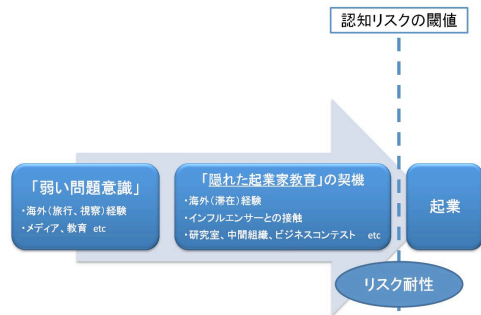 認知リスクの閾値
「弱い問題意識」
・海外(旅行、視察)経験
・メディア、教育 etc
「隠れた起業家教育」の契機
・海外(滞在)経験
・インフルエンサーとの接触
・研究室、中間組織、ビジネスコンテスト etc
起業
リスク耐性